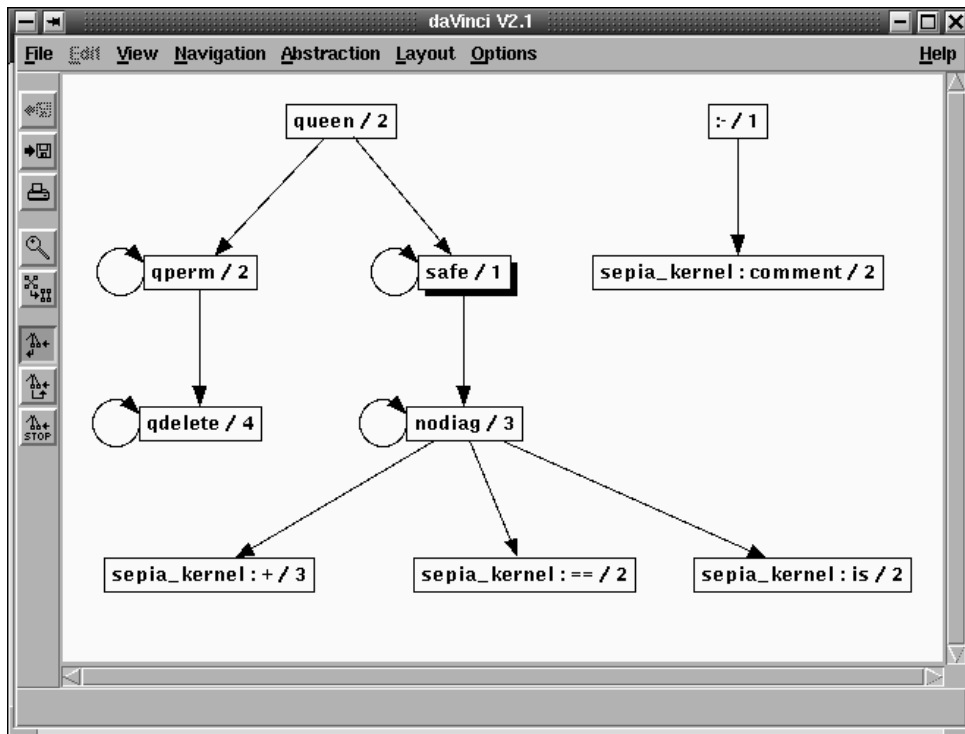 daVinci V2.1
File Edit View Navigation Abstraction Layout Options Help
queen / 2
:- / 1
qperm / 2
safe / 1
sepia_kernel : comment / 2
qdelete / 4
nodiag / 3
sepia_kernel : + / 3
sepia_kernel : == / 2
sepia_kernel : is / 2
STOP